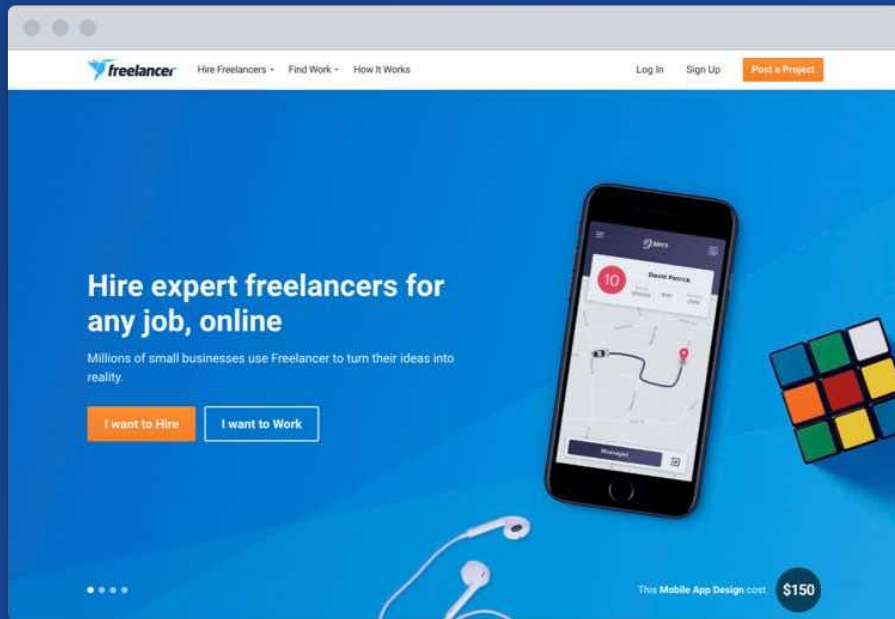 freelancer
Hire Freelancers
Find Work
How It Works
Log In
Sign Up
Post a Project
Hire expert freelancers for
any job, online
Millions of small businesses use Freelancer to turn their ideas into
reality.
I want to Hire
I want to Work
10
David Patrick
This Mobile App Design cost
$150